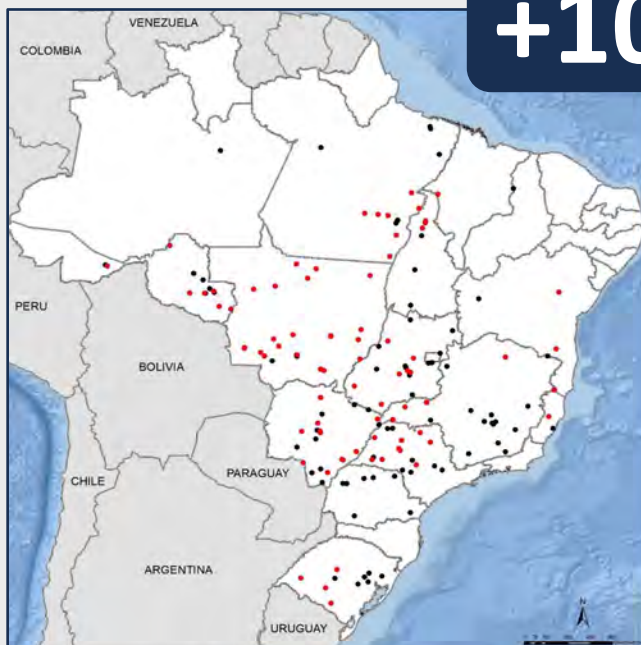 +10
VENEZUELA
COLOMBIA
PERU
BOLIVIA
PARAGUAY
CHILE
ARGENTINA
URUGUAY
N